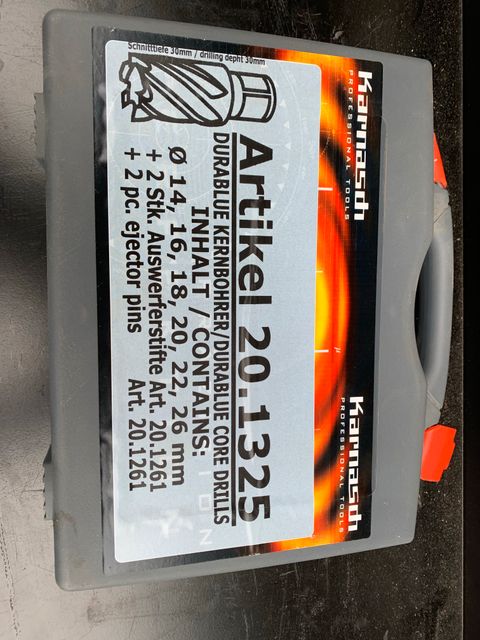 Karnasch
PROFESSIONAL TOOLS
Karnasch
PROFESSIONAL TOOLS
Schnitttiefe 30mm / drilling depht 30mm
Artikel 20.1325
DURABLUE KERNBOHRER/DURABLUE CORE DRILLS
INHALT / CONTAINS:
Ø 14, 16, 18, 20, 22, 26 mm
+ 2 Stk. Auswerferstifte Art. 20.1261
+ 2 pc. ejector pins Art. 20.1261